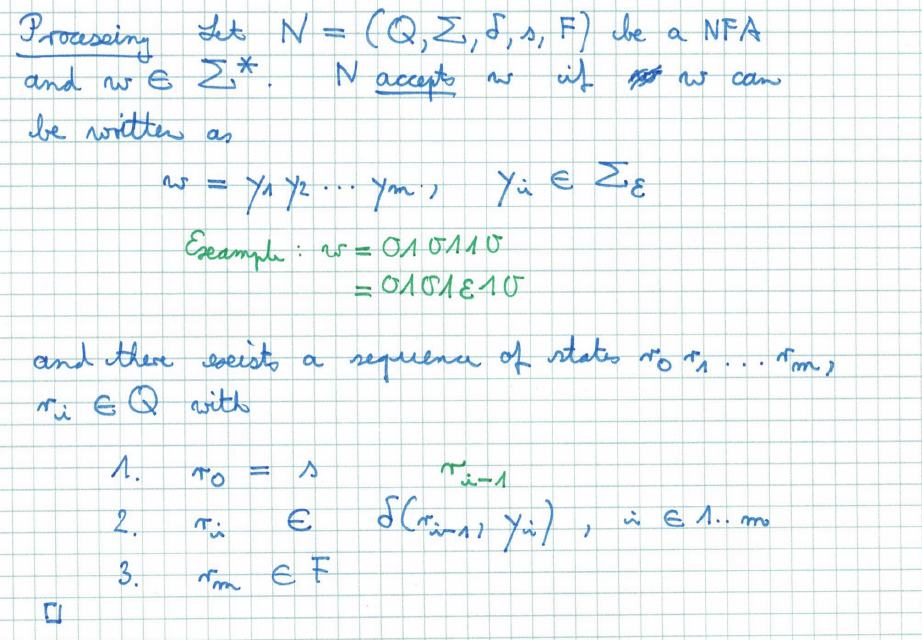 Processing Let N = (Q, Σ, δ, s, F) be a NFA
and w ∈ Σ*. N accepts w if w can
be written as
w = y₁ y₂ ... yₘ, yᵢ ∈ Σ_ε
Example: w = 010110
= 0101ε10
and there exists a sequence of states r₀ r₁ ... rₘ,
rᵢ ∈ Q with
1. r₀ = s rᵢ₋₁
2. rᵢ ∈ δ(rᵢ₋₁, yᵢ), i ∈ 1..m
3. rₘ ∈ F